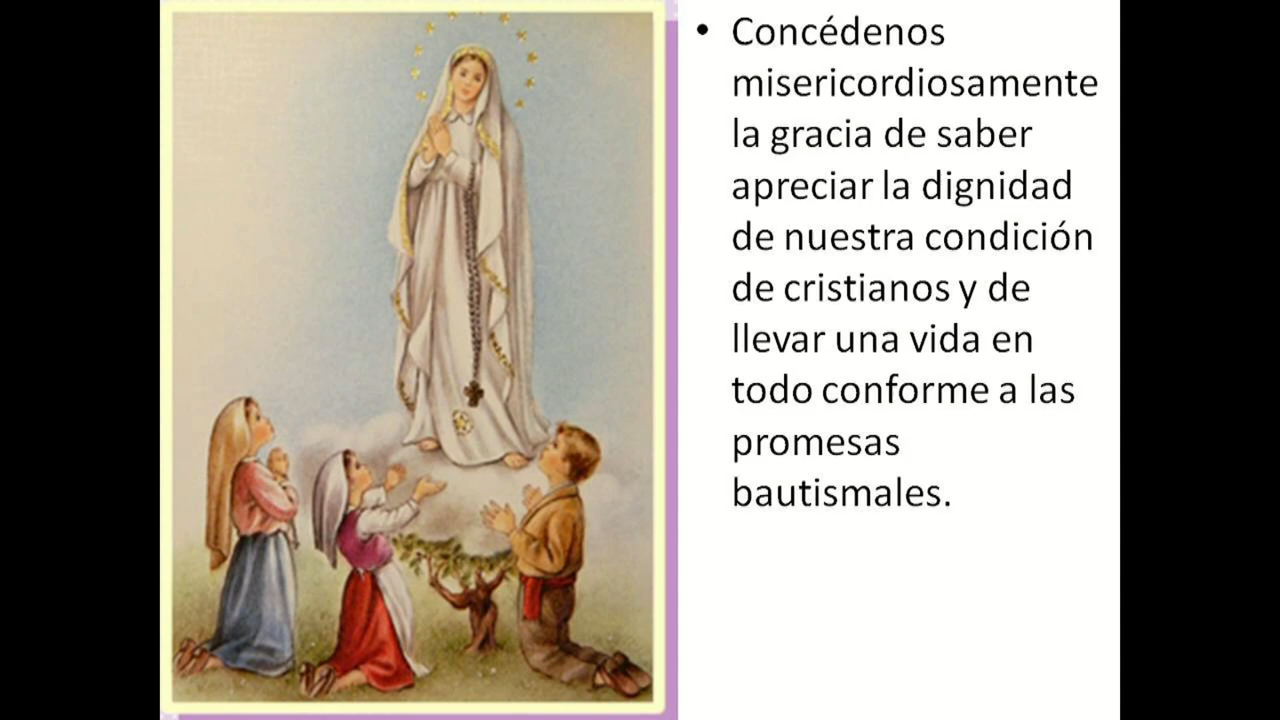 • Concédenos
misericordiosamente
la gracia de saber
apreciar la dignidad
de nuestra condición
de cristianos y de
llevar una vida en
todo conforme a las
promesas
bautismales.